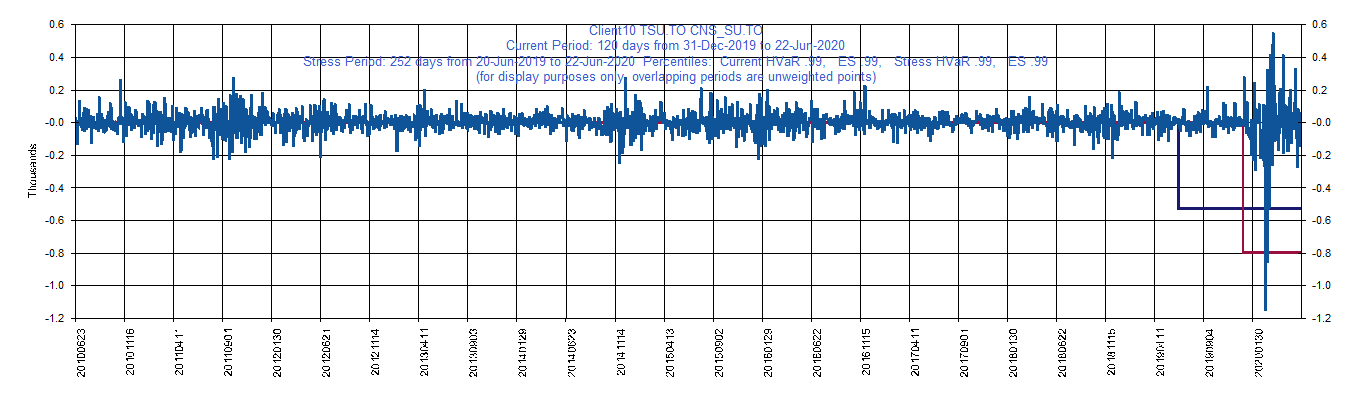 Client10 TSU.TO CNS_SU.TO
Current Period: 120 days from 31-Dec-2019 to 22-Jun-2020
Stress Period: 252 days from 20-Jun-2019 to 22-Jun-2020 Percentiles: Current HVaR .99, ES .99, Stress HVaR .99, ES .99
(for display purposes only, overlapping periods are unweighted points)
0.6 0.6
0.4 0.4
0.2 0.2
-0.0 -0.0
-0.2 -0.2
-0.4 -0.4
-0.6 -0.6
-0.8 -0.8
-1.0 -1.0
-1.2 -1.2
Thousands
20100623 20101116 20110411 20110901 20120130 20120621 20121114 20130411 20130903 20140129 20140623 20141114 20150413 20150902 20160129 20160622 20161115 20170411 20170901 20180130 20180622 20181115 20190411 20190904 20200130